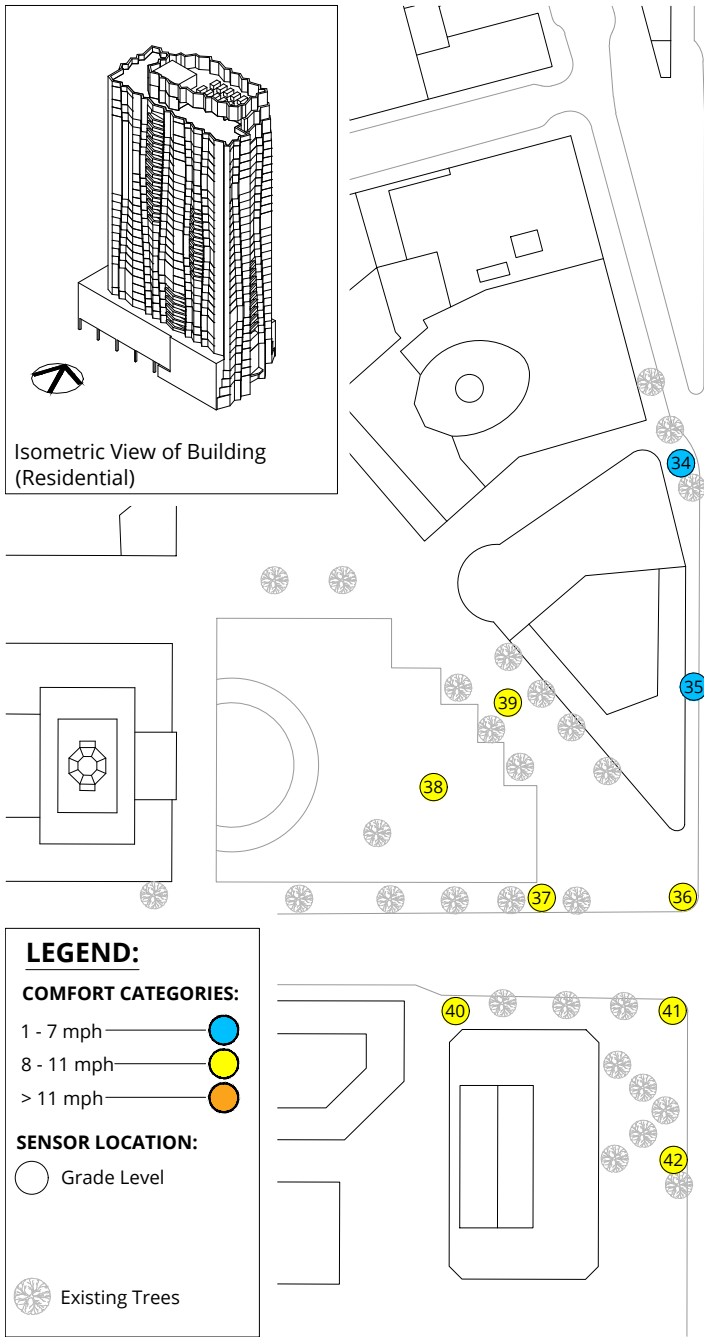 Isometric View of Building
(Residential)
34
35
39
38
37
36
40
41
42
LEGEND:
COMFORT CATEGORIES:
1 - 7 mph
8 - 11 mph
> 11 mph
SENSOR LOCATION:
Grade Level
Existing Trees